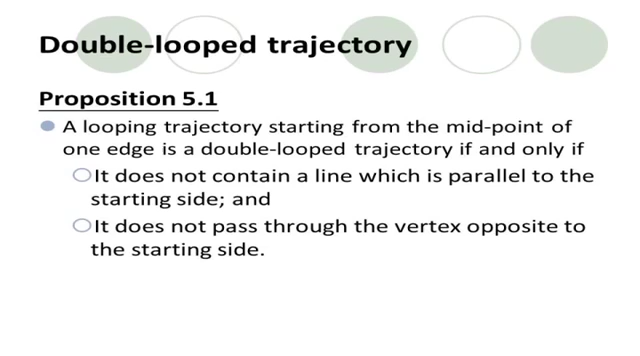 Double-looped trajectory
Proposition 5.1
A looping trajectory starting from the mid-point of
one edge is a double-looped trajectory if and only if
It does not contain a line which is parallel to the
starting side; and
It does not pass through the vertex opposite to
the starting side.